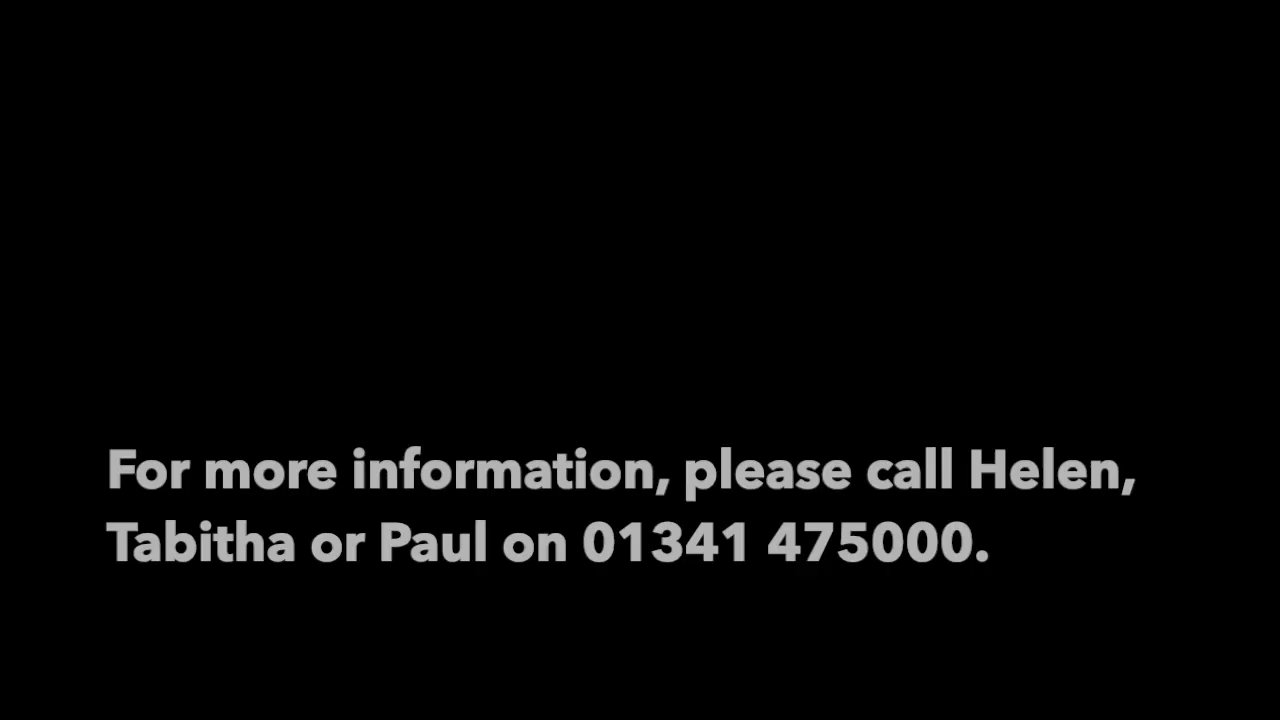 For more information, please call Helen,
Tabitha or Paul on 01341 475000.